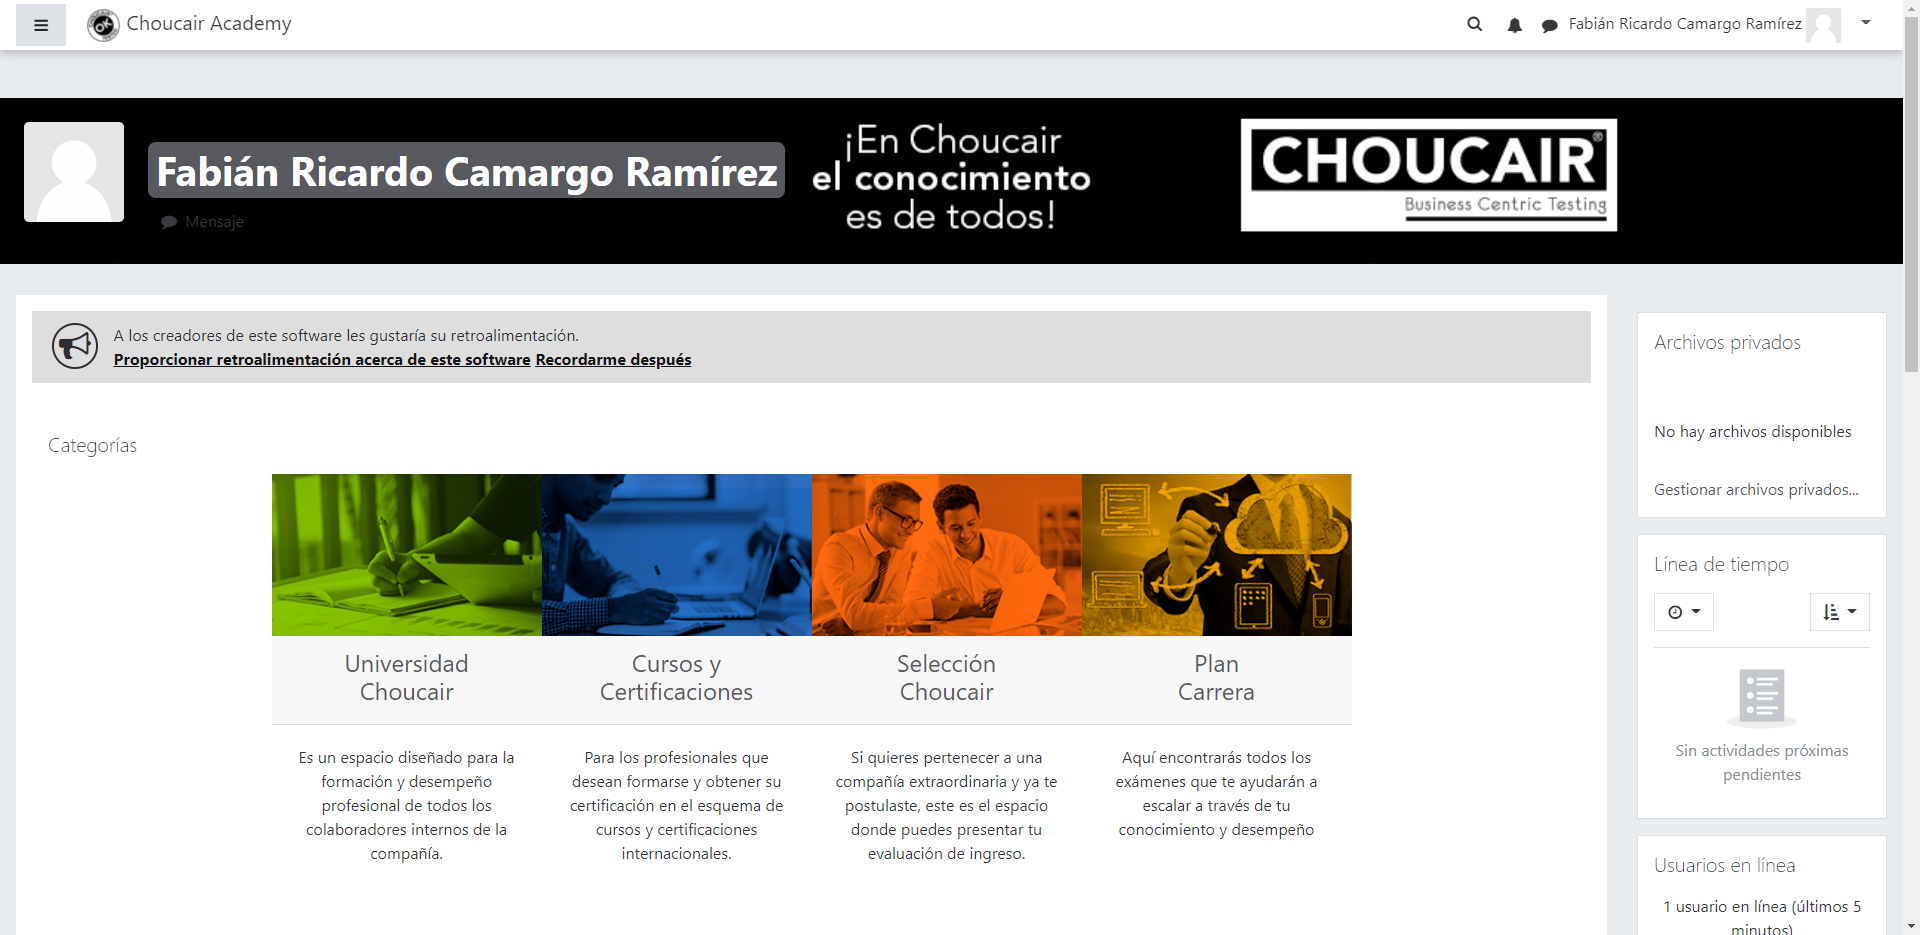 Choucair Academy
Fabián Ricardo Camargo Ramírez
Fabián Ricardo Camargo Ramírez
Mensaje
¡En Choucair
el conocimiento
es de todos!
CHOUCAIR®
Business Centric Testing
A los creadores de este software les gustaría su retroalimentación.
Proporcionar retroalimentación acerca de este software Recordarme después
Categorías
Universidad
Choucair
Es un espacio diseñado para la
formación y desempeño
profesional de todos los
colaboradores internos de la
compañía.
Cursos y
Certificaciones
Para los profesionales que
desean formarse y obtener su
certificación en el esquema de
cursos y certificaciones
internacionales.
Selección
Choucair
Si quieres pertenecer a una
compañía extraordinaria y ya te
postulaste, este es el espacio
donde puedes presentar tu
evaluación de ingreso.
Plan
Carrera
Aquí encontrarás todos los
exámenes que te ayudarán a
escalar a través de tu
conocimiento y desempeño
Archivos privados
No hay archivos disponibles
Gestionar archivos privados...
Línea de tiempo
Sin actividades próximas
pendientes
Usuarios en línea
1 usuario en línea (últimos 5
minutos)